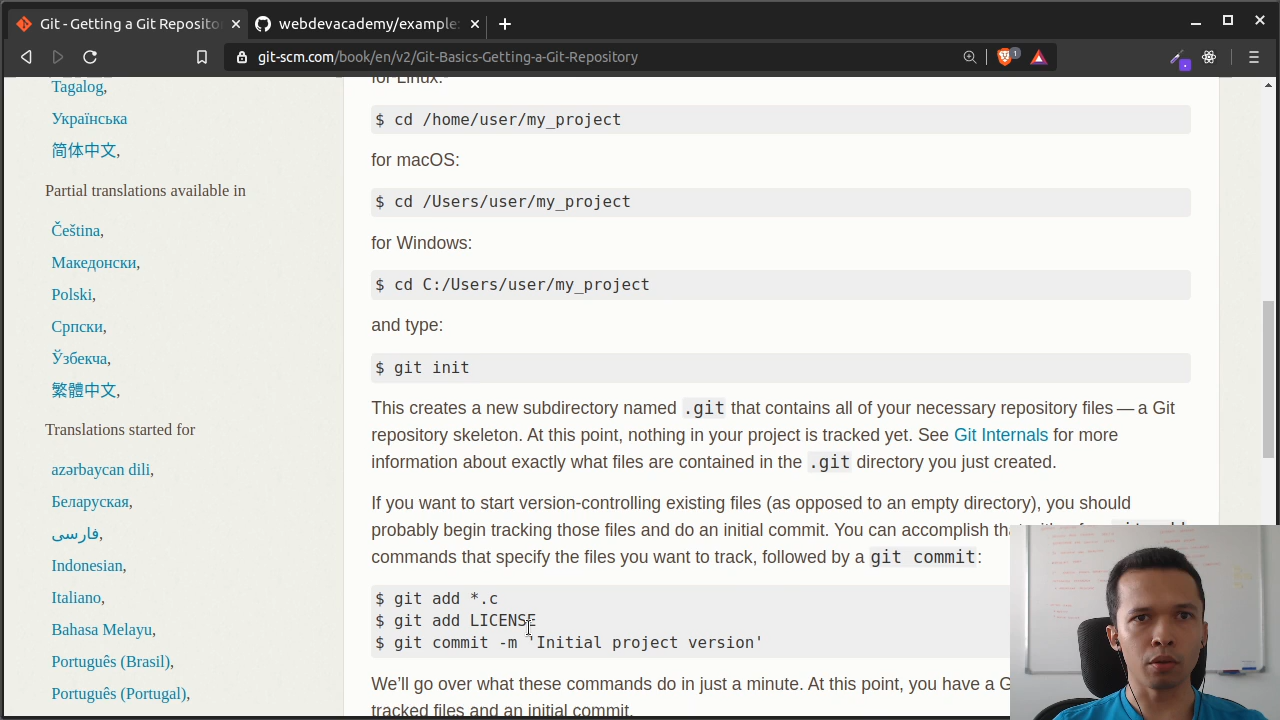 Git - Getting a Git Reposito
webdevacademy/example
git-scm.com/book/en/v2/Git-Basics-Getting-a-Git-Repository
1
Tagalog,
Українська
简体中文,
Partial translations available in
Čeština,
Македонски,
Polski,
Српски,
Ўзбекча,
繁體中文,
Translations started for
azərbaycan dili,
Беларуская,
فارسی,
Indonesian,
Italiano,
Bahasa Melayu,
Português (Brasil),
Português (Portugal),
for Linux:
$ cd /home/user/my_project
for macOS:
$ cd /Users/user/my_project
for Windows:
$ cd C:/Users/user/my_project
and type:
$ git init
This creates a new subdirectory named .git that contains all of your necessary repository files — a Git
repository skeleton. At this point, nothing in your project is tracked yet. See Git Internals for more
information about exactly what files are contained in the .git directory you just created.
If you want to start version-controlling existing files (as opposed to an empty directory), you should
probably begin tracking those files and do an initial commit. You can accomplish
commands that specify the files you want to track, followed by a git commit:
$ git add *.c
$ git add LICENSE
$ git commit -m 'Initial project version'
We'll go over what these commands do in just a minute. At this point, you have a G
tracked files and an initial commit.